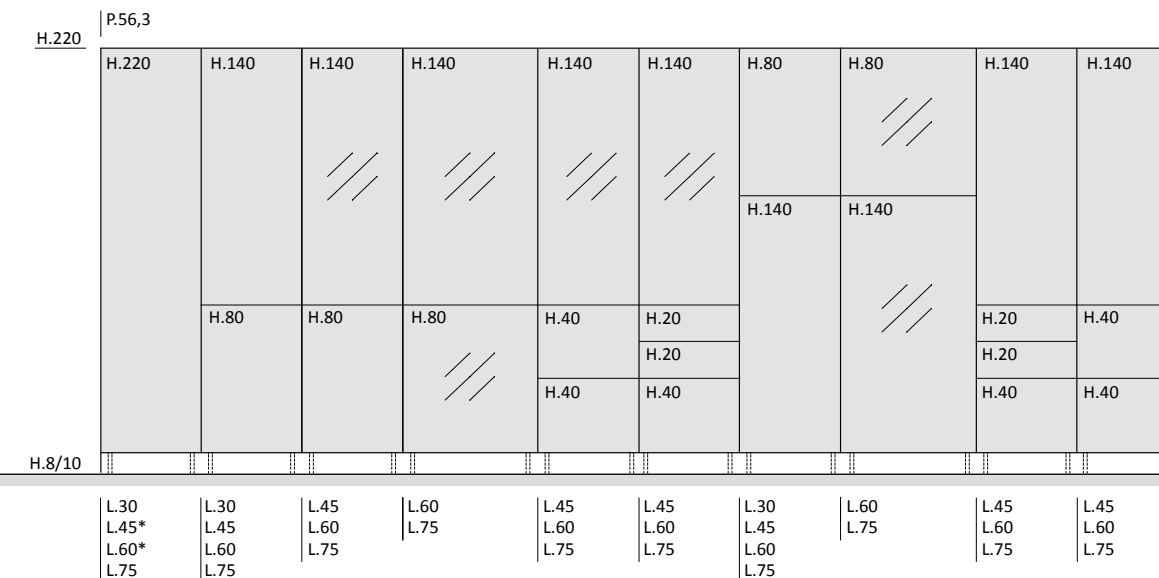 P.56,3
H.220
H.220 H.140 H.140 H.140 H.140 H.140 H.80 H.80 H.140 H.140
H.140 H.140
H.80 H.80 H.80 H.40 H.20 H.20 H.40
H.20 H.20
H.40 H.40 H.40 H.40
H.8/10
L.30 L.30 L.45 L.60 L.45 L.45 L.30 L.60 L.45 L.45
L.45* L.45 L.60 L.75 L.60 L.60 L.45 L.75 L.60 L.60
L.60* L.60 L.75 L.75 L.75 L.60 L.75 L.75
L.75 L.75 L.75